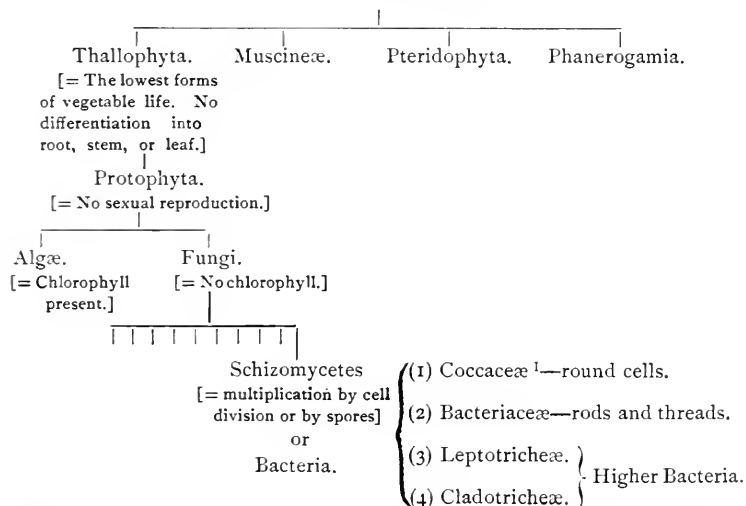 Thallophyta. Muscineæ. Pteridophyta. Phanerogamia.
[= The lowest forms
of vegetable life. No
differentiation into
root, stem, or leaf.]
Protophyta.
[= No sexual reproduction.]
Algæ. Fungi.
[= Chlorophyll
present.]
[= No chlorophyll.]
Schizomycetes
[= multiplication by cell
division or by spores]
or
Bacteria.
(1) Coccaceæ ¹—round cells.
(2) Bacteriaceæ—rods and threads.
(3) Leptotricheæ.
(4) Cladotricheæ.
Higher Bacteria.